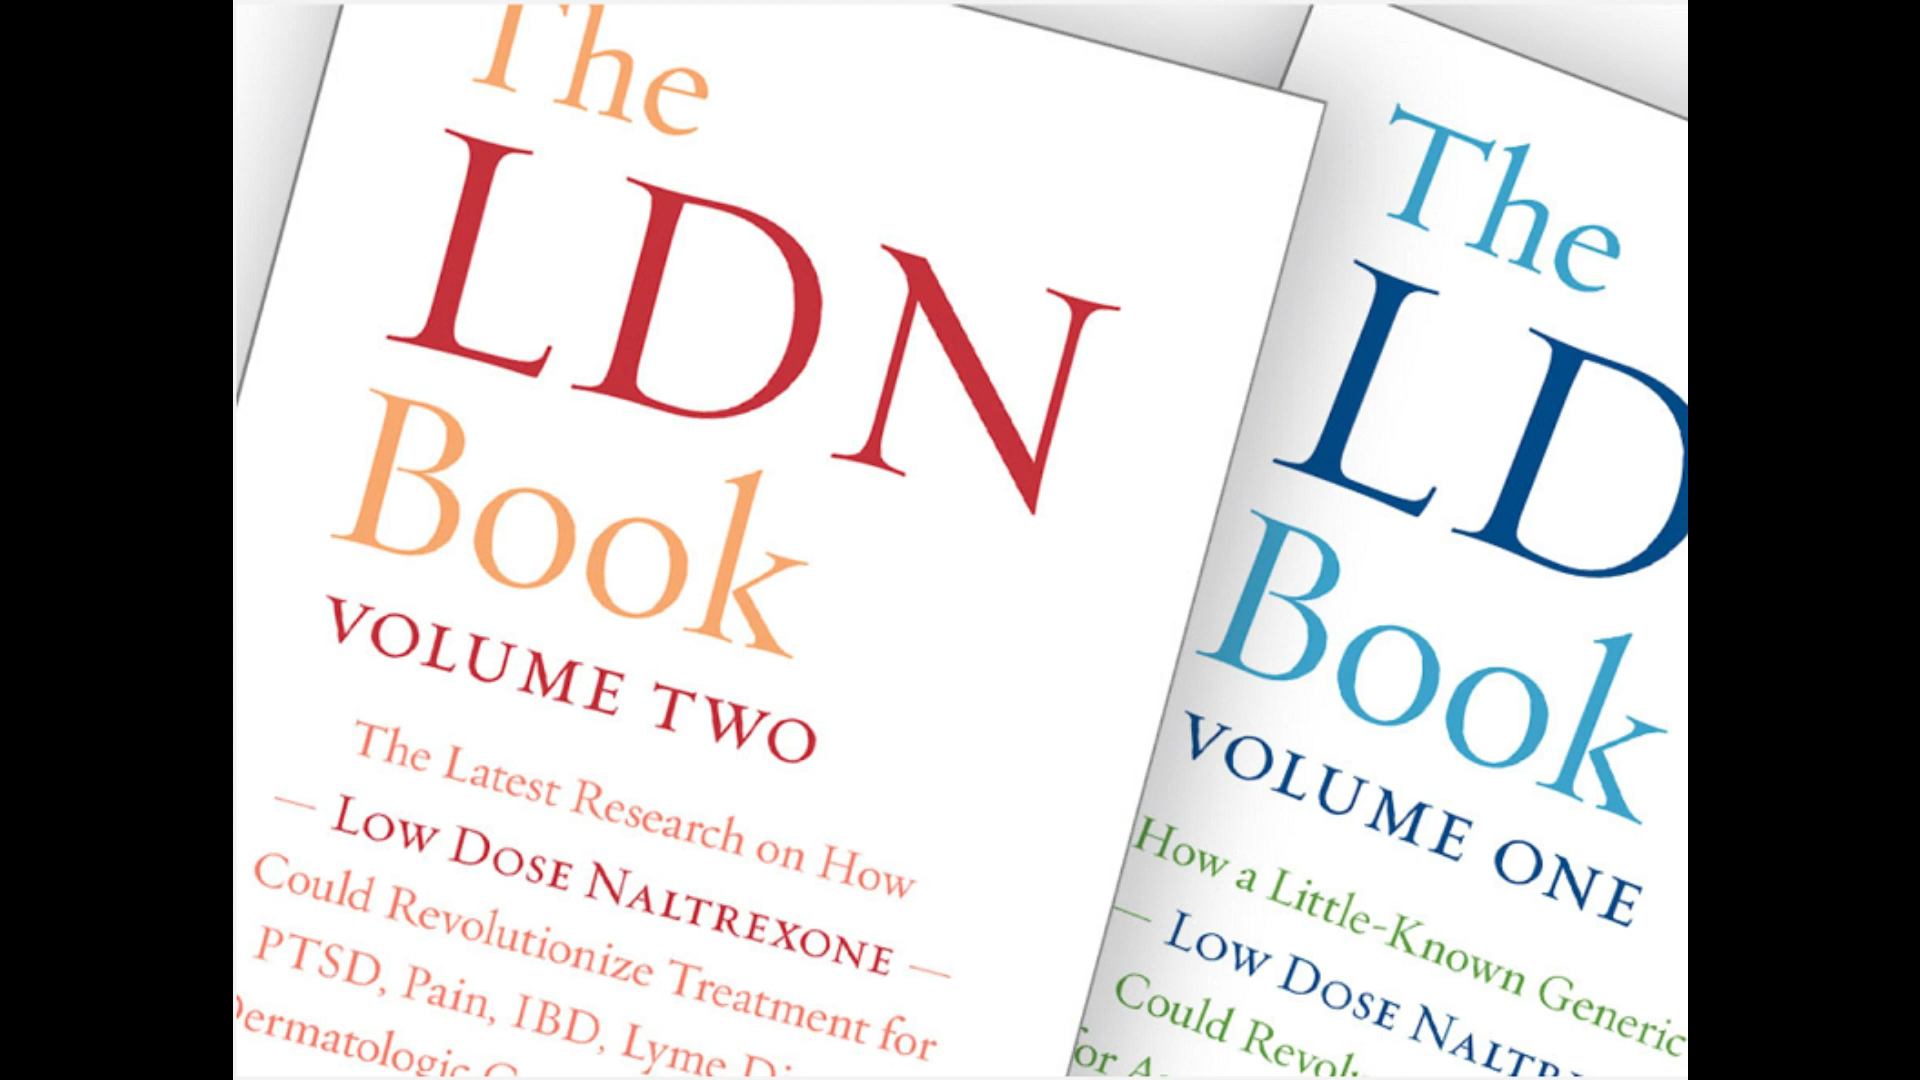 The
LDN
Book
VOLUME TWO
The Latest Research on How
— LOW DOSE NALTREXONE —
Could Revolutionize Treatment for
PTSD, Pain, IBD, Lyme
The
LD
Book
VOLUME ONE
How a Little-Known Generic
— LOW DOSE
Could